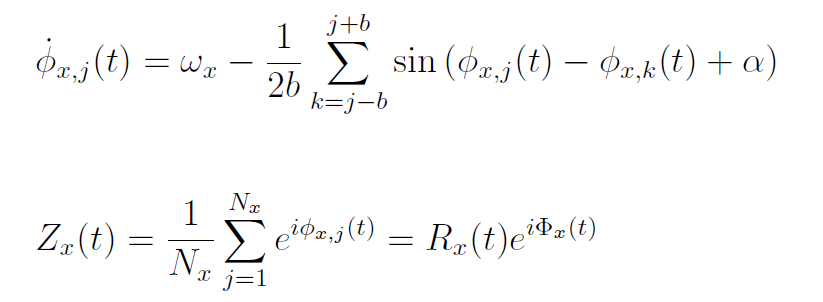 \dot{\phi}_{x,j}(t) = \omega_x - \frac{1}{2b} \sum_{k=j-b}^{j+b} \sin\left(\phi_{x,j}(t) - \phi_{x,k}(t) + \alpha\right)
Z_x(t) = \frac{1}{N_x} \sum_{j=1}^{N_x} e^{i\phi_{x,j}(t)} = R_x(t)e^{i\Phi_x(t)}